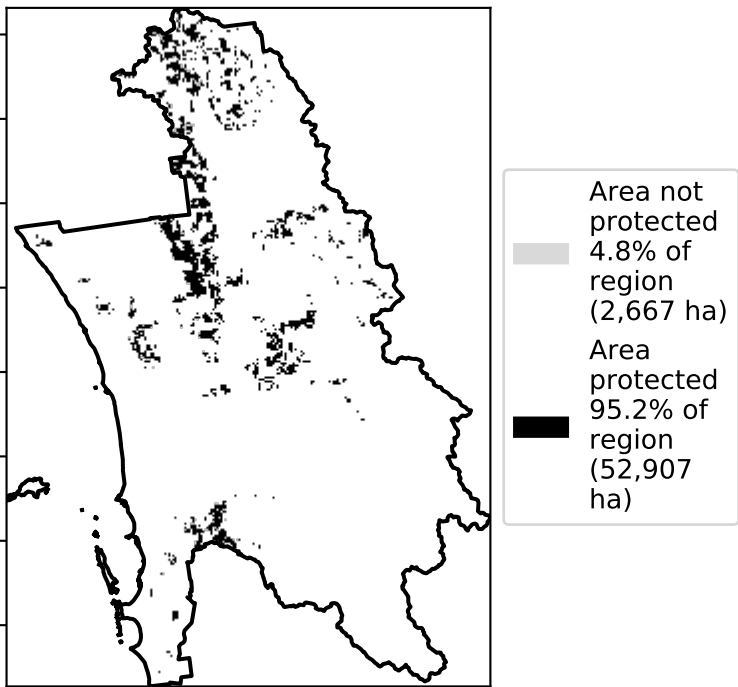 Area not
protected
4.8% of
region
(2,667 ha)
Area
protected
95.2% of
region
(52,907
ha)